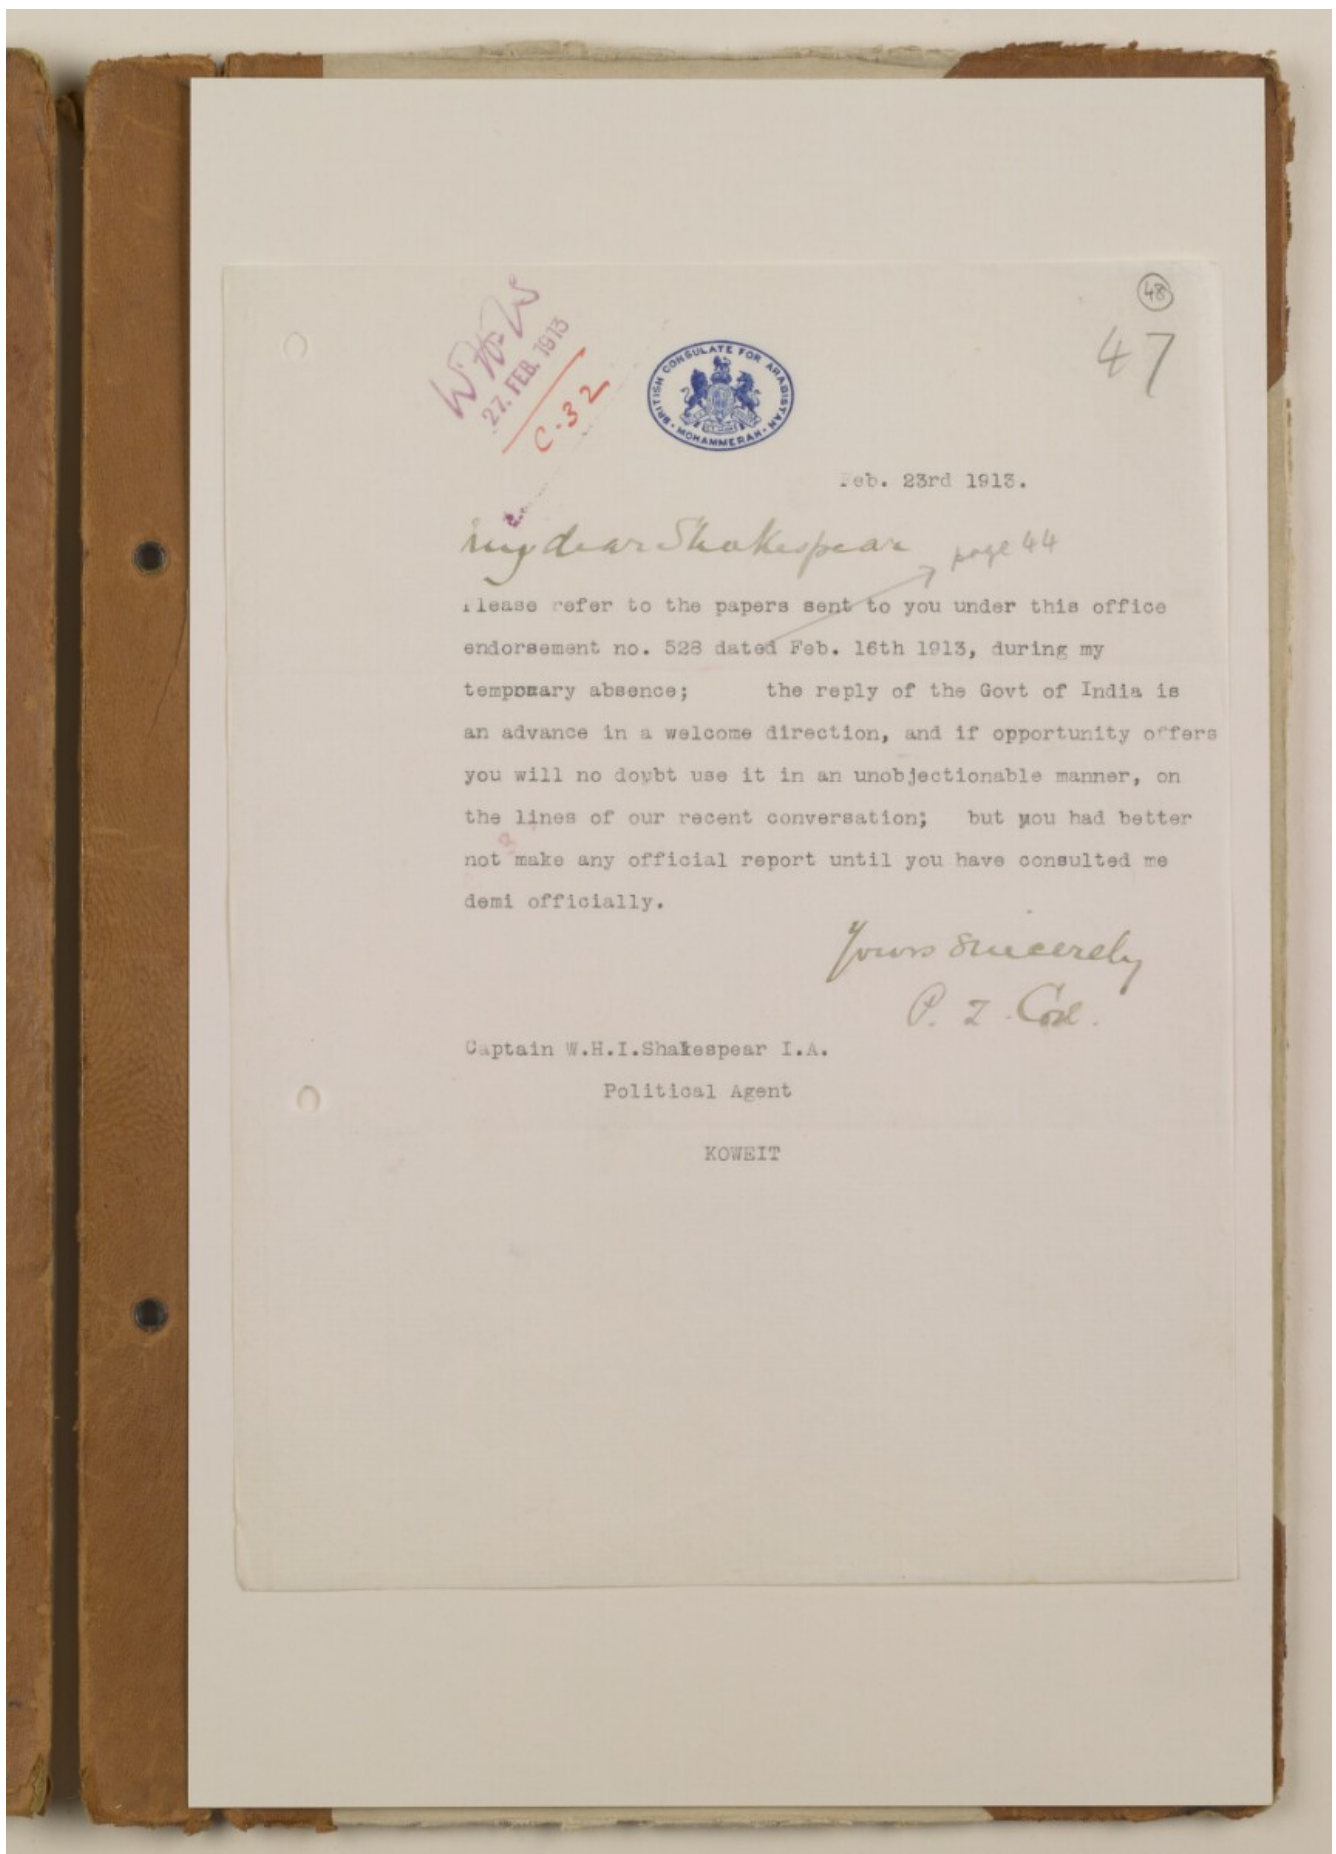 48
47
27. FEB. 1913
C-32
BRITISH CONSULATE FOR ARABISTAN
MOHAMMERAH
Feb. 23rd 1913.
My dear Shakespear
page 44
Please refer to the papers sent to you under this office
endorsement no. 528 dated Feb. 16th 1913, during my
temporary absence; the reply of the Govt of India is
an advance in a welcome direction, and if opportunity offers
you will no doubt use it in an unobjectionable manner, on
the lines of our recent conversation; but you had better
not make any official report until you have consulted me
demi officially.
Yours sincerely
P. Z. Cox.
Captain W.H.I.Shakespear I.A.
Political Agent
KOWEIT